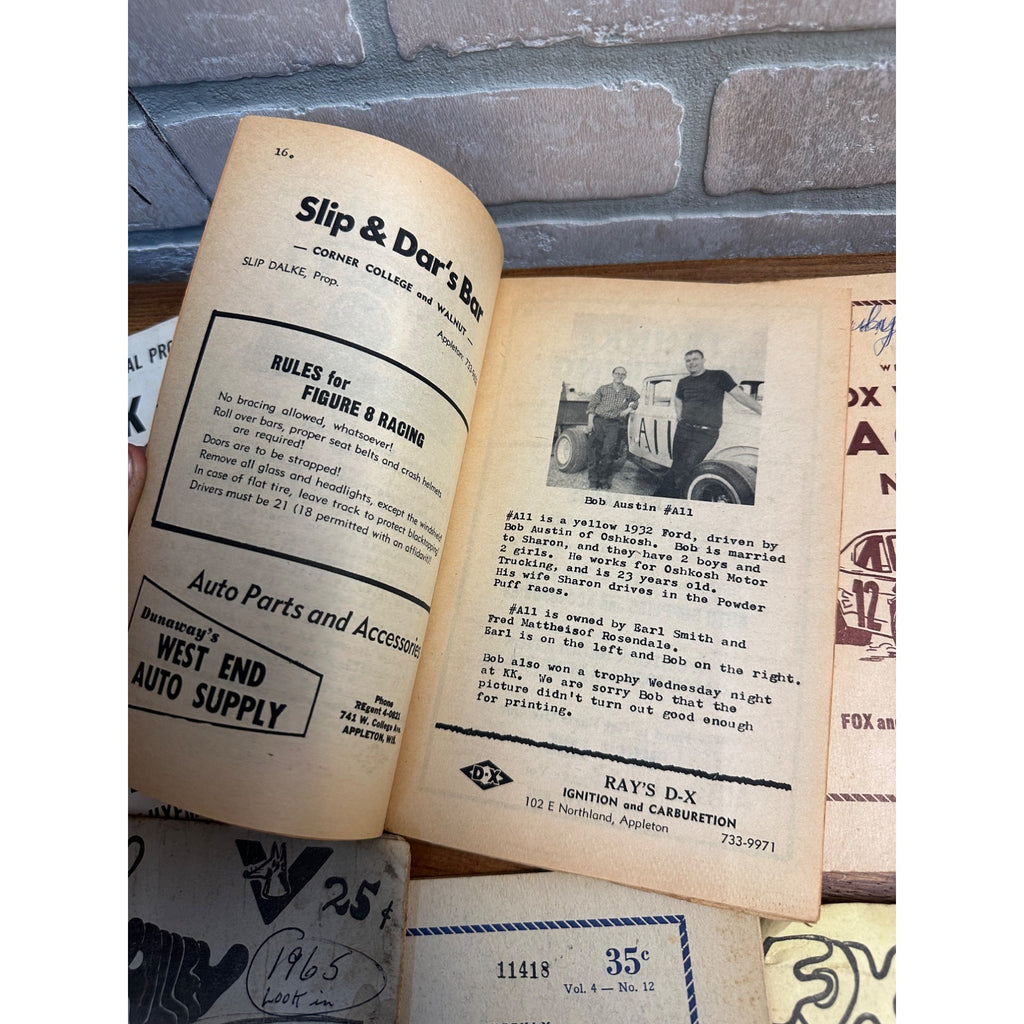 16.
Slip & Dar's Bar
— CORNER COLLEGE and WALNUT —
SLIP DALKE, Prop.
Appleton, 733-
RULES for
FIGURE 8 RACING
No bracing allowed, whatsoever!
Roll over bars, proper seat belts and crash helmets
are required!
Doors are to be strapped!
Remove all glass and headlights, except the windshield
In case of flat tire, leave track to protect blacktopping!
Drivers must be 21 (18 permitted with an affidavit)!
Auto Parts and Accessories
Dunaway's
WEST END
AUTO SUPPLY
Phone
REgent 4-0821
741 W. College Ave.
APPLETON, WIS.
A11
Bob Austin #A11
#A11 is a yellow 1932 Ford, driven by
Bob Austin of Oshkosh. Bob is married
to Sharon, and they have 2 boys and
2 girls. He works for Oshkosh Motor
Trucking, and is 23 years old.
His wife Sharon drives in the Powder
Puff races.
#A11 is owned by Earl Smith and
Fred Mattheisof Rosendale.
Earl is on the left and Bob on the right.
Bob also won a trophy Wednesday night
at KK. We are sorry Bob that the
picture didn't turn out good enough
for printing.
D-X
RAY'S D-X
IGNITION and CARBURETION
102 E Northland, Appleton
733-9971
AL PR
K
W
OX
A
N
12
FOX an
25¢
1965
Look in
11418
35c
Vol. 4 — No. 12